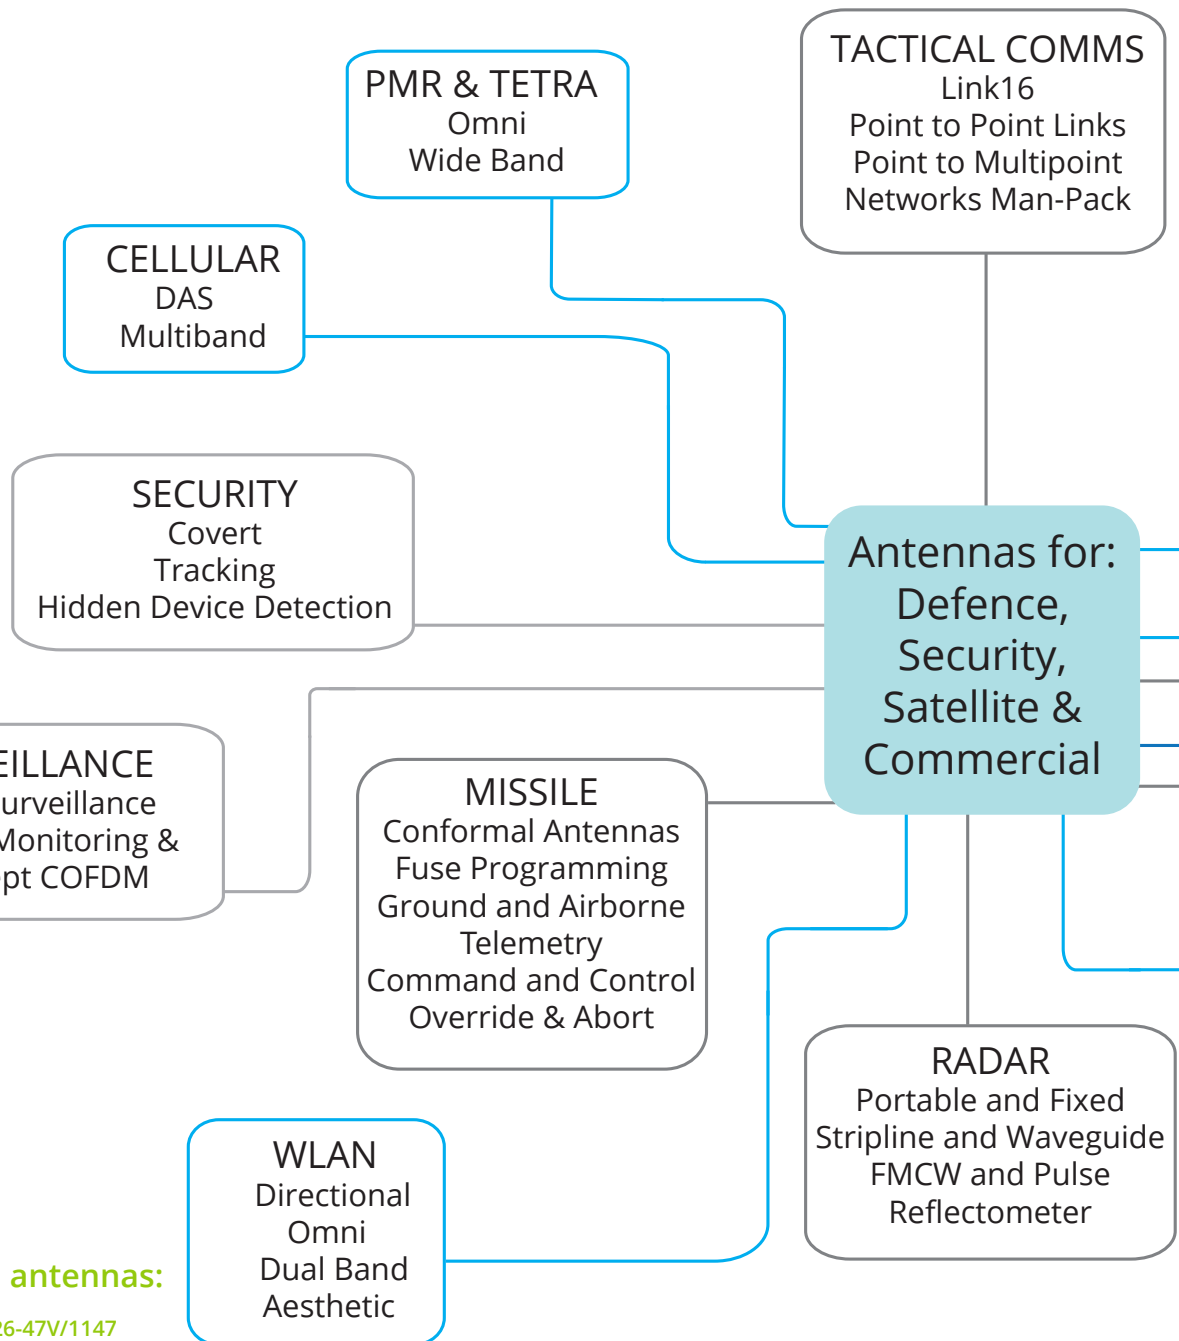 TACTICAL COMMS
Link16
Point to Point Links
Point to Multipoint
Networks Man-Pack
PMR & TETRA
Omni
Wide Band
CELLULAR
DAS
Multiband
SECURITY
Covert
Tracking
Hidden Device Detection
Antennas for:
Defence,
Security,
Satellite &
Commercial
EILLANCE
urveillance
Monitoring &
ept COFDM
MISSILE
Conformal Antennas
Fuse Programming
Ground and Airborne
Telemetry
Command and Control
Override & Abort
RADAR
Portable and Fixed
Stripline and Waveguide
FMCW and Pulse
Reflectometer
WLAN
Directional
Omni
Dual Band
Aesthetic
antennas:
26-47V/1147